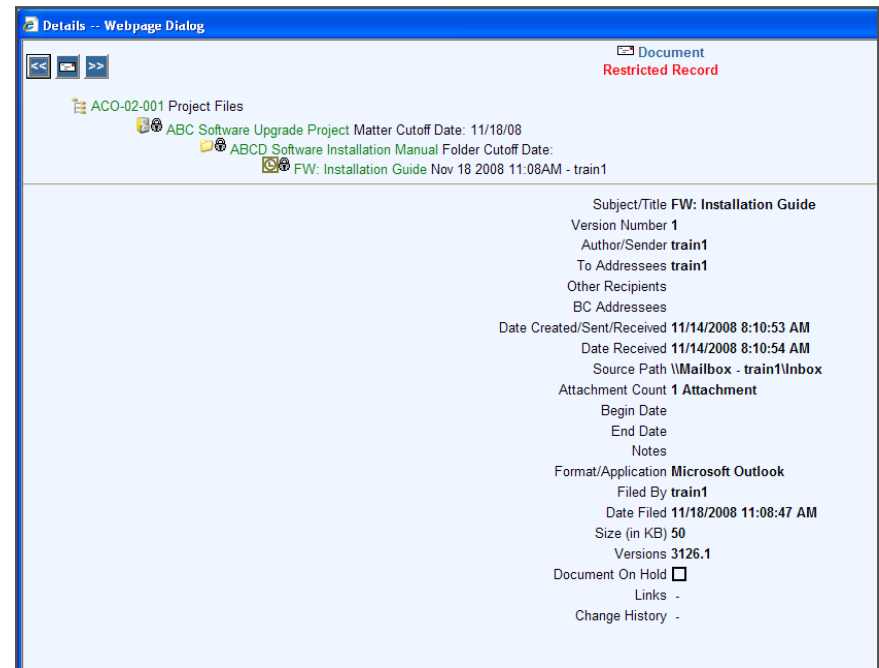 Details -- Webpage Dialog
<< >>
Document
Restricted Record
ACO-02-001 Project Files
ABC Software Upgrade Project Matter Cutoff Date: 11/18/08
ABCD Software Installation Manual Folder Cutoff Date:
FW: Installation Guide Nov 18 2008 11:08AM - train1
Subject/Title FW: Installation Guide
Version Number 1
Author/Sender train1
To Addressees train1
Other Recipients
BC Addressees
Date Created/Sent/Received 11/14/2008 8:10:53 AM
Date Received 11/14/2008 8:10:54 AM
Source Path \\Mailbox - train1\Inbox
Attachment Count 1 Attachment
Begin Date
End Date
Notes
Format/Application Microsoft Outlook
Filed By train1
Date Filed 11/18/2008 11:08:47 AM
Size (in KB) 50
Versions 3126.1
Document On Hold
Links -
Change History -